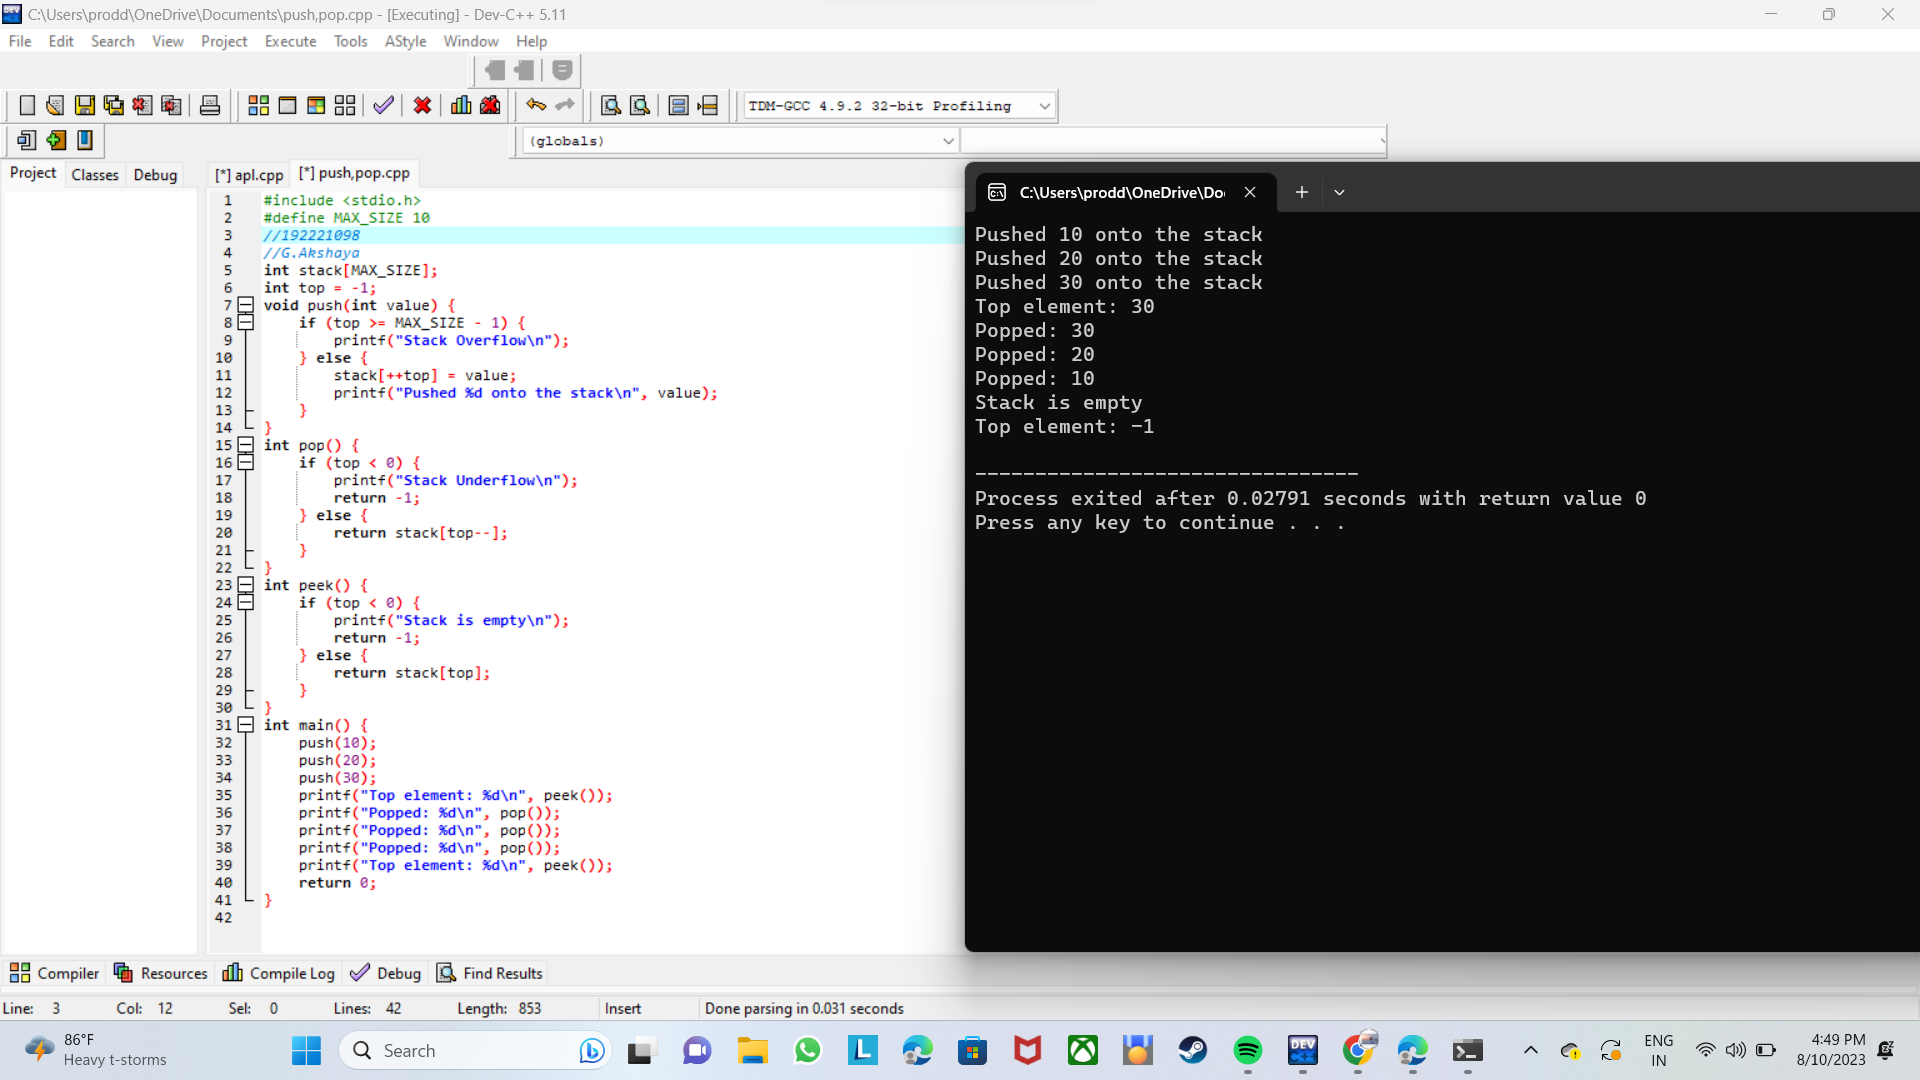 C:\Users\prodd\OneDrive\Documents\push,pop.cpp - [Executing] - Dev-C++ 5.11
File Edit Search View Project Execute Tools AStyle Window Help
TDM-GCC 4.9.2 32-bit Profiling
(globals)
Project Classes Debug
[*] apl.cpp [*] push,pop.cpp
1 #include <stdio.h>
2 #define MAX_SIZE 10
3 //192221098
4 //G.Akshaya
5 int stack[MAX_SIZE];
6 int top = -1;
7 void push(int value) {
8 if (top >= MAX_SIZE - 1) {
9 printf("Stack Overflow\n");
10 } else {
11 stack[++top] = value;
12 printf("Pushed %d onto the stack\n", value);
13 }
14 }
15 int pop() {
16 if (top < 0) {
17 printf("Stack Underflow\n");
18 return -1;
19 } else {
20 return stack[top--];
21 }
22 }
23 int peek() {
24 if (top < 0) {
25 printf("Stack is empty\n");
26 return -1;
27 } else {
28 return stack[top];
29 }
30 }
31 int main() {
32 push(10);
33 push(20);
34 push(30);
35 printf("Top element: %d\n", peek());
36 printf("Popped: %d\n", pop());
37 printf("Popped: %d\n", pop());
38 printf("Popped: %d\n", pop());
39 printf("Top element: %d\n", peek());
40 return 0;
41 }
42
C:\Users\prodd\OneDrive\Do
Pushed 10 onto the stack
Pushed 20 onto the stack
Pushed 30 onto the stack
Top element: 30
Popped: 30
Popped: 20
Popped: 10
Stack is empty
Top element: -1
--------------------------------
Process exited after 0.02791 seconds with return value 0
Press any key to continue . . .
Compiler Resources Compile Log Debug Find Results
Line: 3 Col: 12 Sel: 0 Lines: 42 Length: 853 Insert Done parsing in 0.031 seconds
86°F
Heavy t-storms
Search
ENG
IN
4:49 PM
8/10/2023